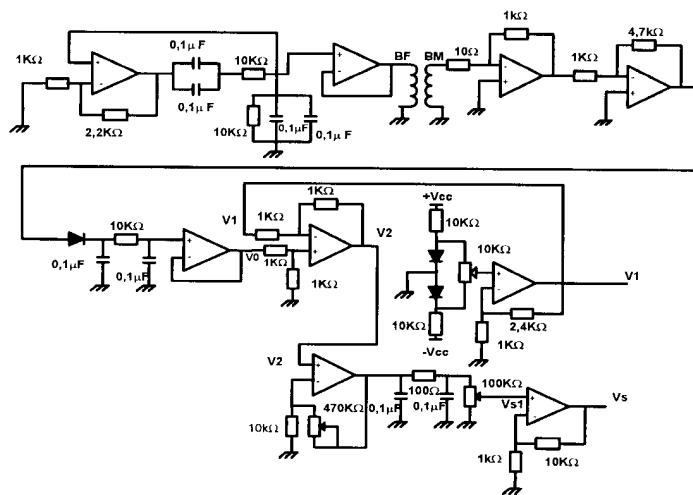 1KΩ
0,1µF
10KΩ
0,1µF
2,2KΩ
10KΩ
0,1µF
0,1µF
BF
BM
10Ω
1kΩ
1KΩ
4,7kΩ
10KΩ
0,1µF
0,1µF
V0
V1
1KΩ
1KΩ
1KΩ
1KΩ
V2
+Vcc
10KΩ
10KΩ
10KΩ
-Vcc
1KΩ
2,4KΩ
V1
V2
10kΩ
470KΩ
0,1µF
100Ω
0,1µF
100KΩ
Vs1
1kΩ
10KΩ
Vs